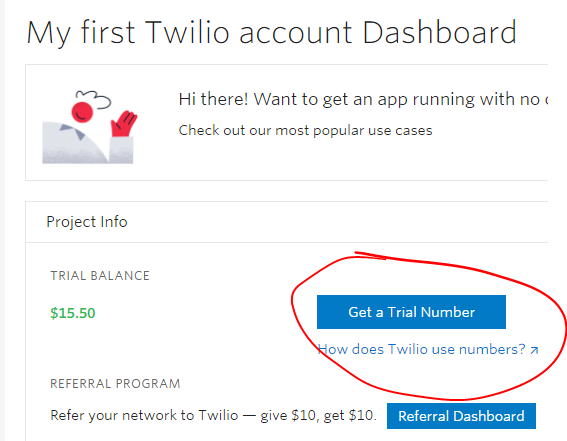 My first Twilio account Dashboard
Hi there! Want to get an app running with no
Check out our most popular use cases
Project Info
TRIAL BALANCE
$15.50
Get a Trial Number
How does Twilio use numbers? ↗
REFERRAL PROGRAM
Refer your network to Twilio — give $10, get $10.
Referral Dashboard